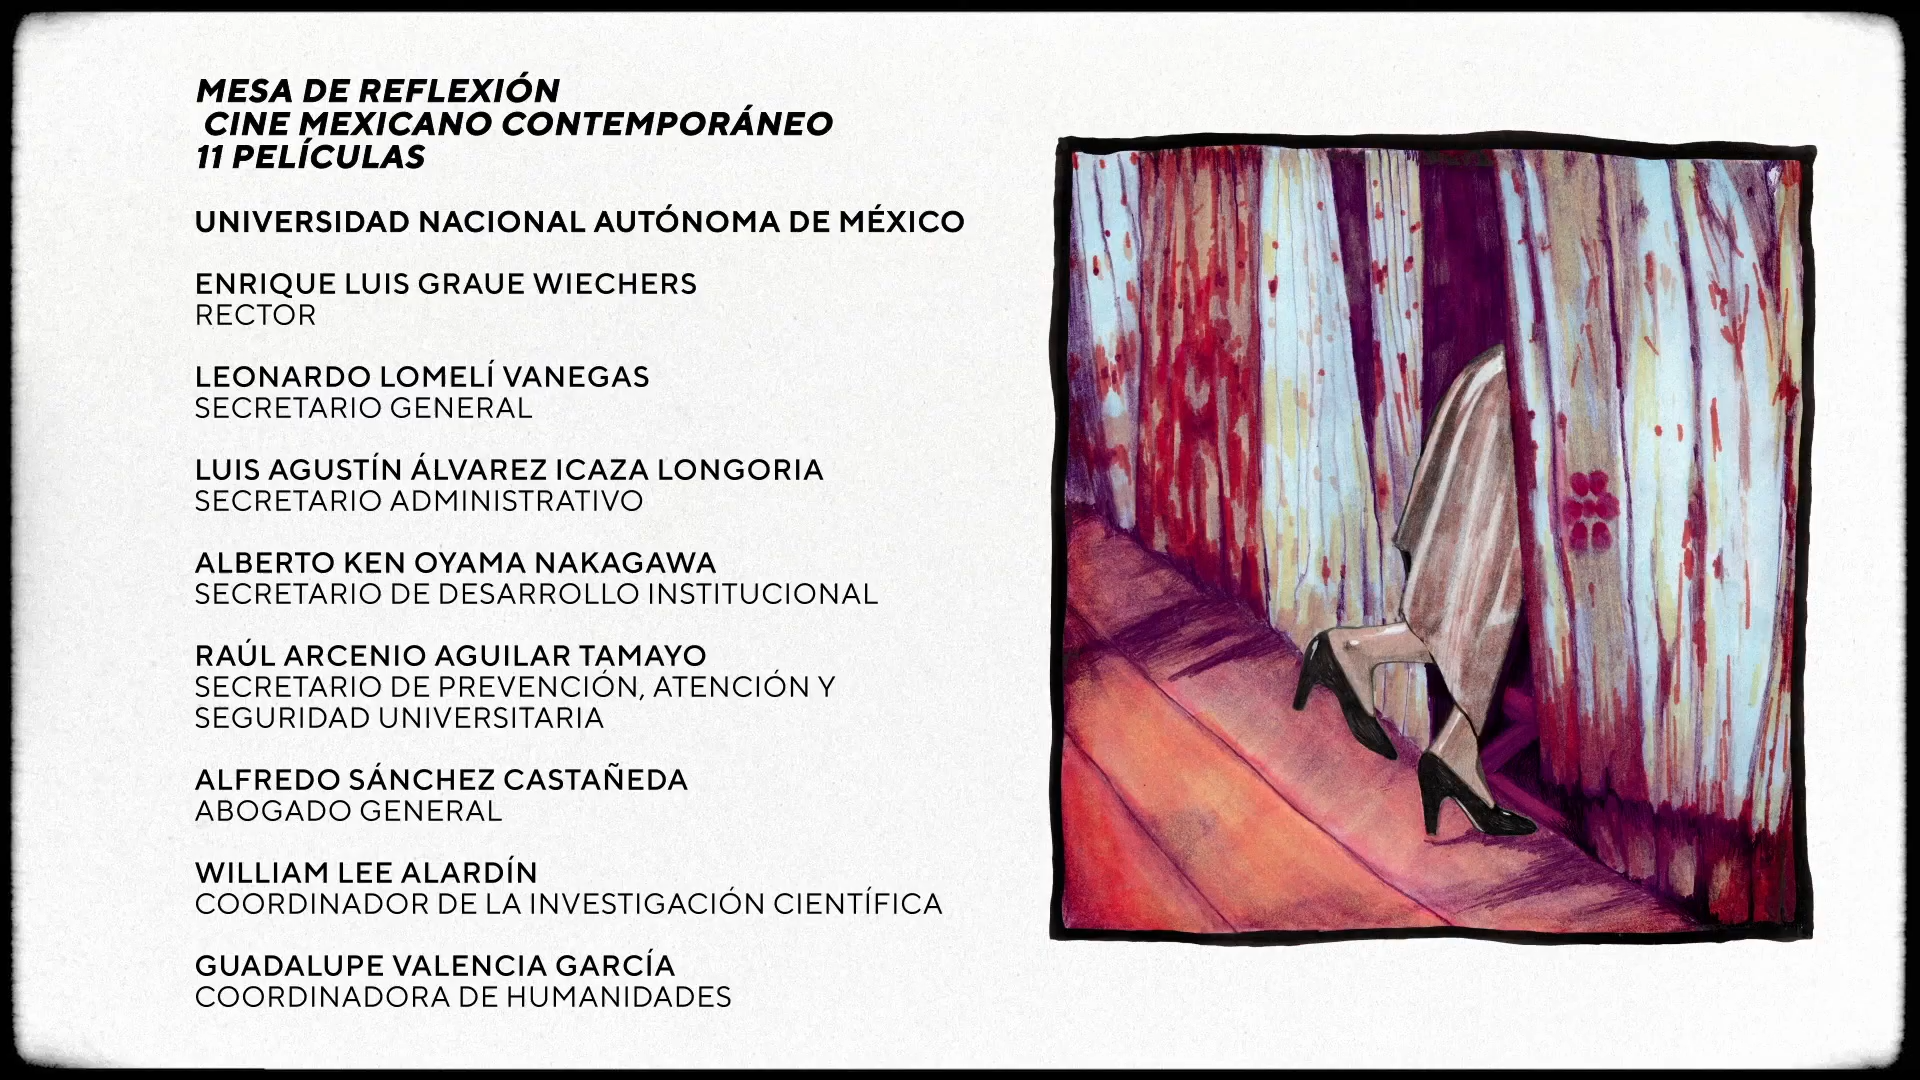 MESA DE REFLEXIÓN
CINE MEXICANO CONTEMPORÁNEO
11 PELÍCULAS
UNIVERSIDAD NACIONAL AUTÓNOMA DE MÉXICO
ENRIQUE LUIS GRAUE WIECHERS
RECTOR
LEONARDO LOMELÍ VANEGAS
SECRETARIO GENERAL
LUIS AGUSTÍN ÁLVAREZ ICAZA LONGORIA
SECRETARIO ADMINISTRATIVO
ALBERTO KEN OYAMA NAKAGAWA
SECRETARIO DE DESARROLLO INSTITUCIONAL
RAÚL ARCENIO AGUILAR TAMAYO
SECRETARIO DE PREVENCIÓN, ATENCIÓN Y
SEGURIDAD UNIVERSITARIA
ALFREDO SÁNCHEZ CASTAÑEDA
ABOGADO GENERAL
WILLIAM LEE ALARDÍN
COORDINADOR DE LA INVESTIGACIÓN CIENTÍFICA
GUADALUPE VALENCIA GARCÍA
COORDINADORA DE HUMANIDADES